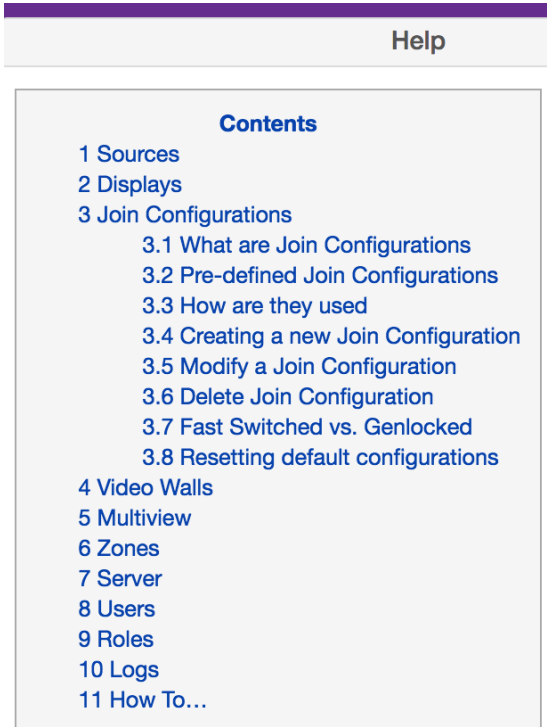 Help
Contents
1 Sources
2 Displays
3 Join Configurations
3.1 What are Join Configurations
3.2 Pre-defined Join Configurations
3.3 How are they used
3.4 Creating a new Join Configuration
3.5 Modify a Join Configuration
3.6 Delete Join Configuration
3.7 Fast Switched vs. Genlocked
3.8 Resetting default configurations
4 Video Walls
5 Multiview
6 Zones
7 Server
8 Users
9 Roles
10 Logs
11 How To...